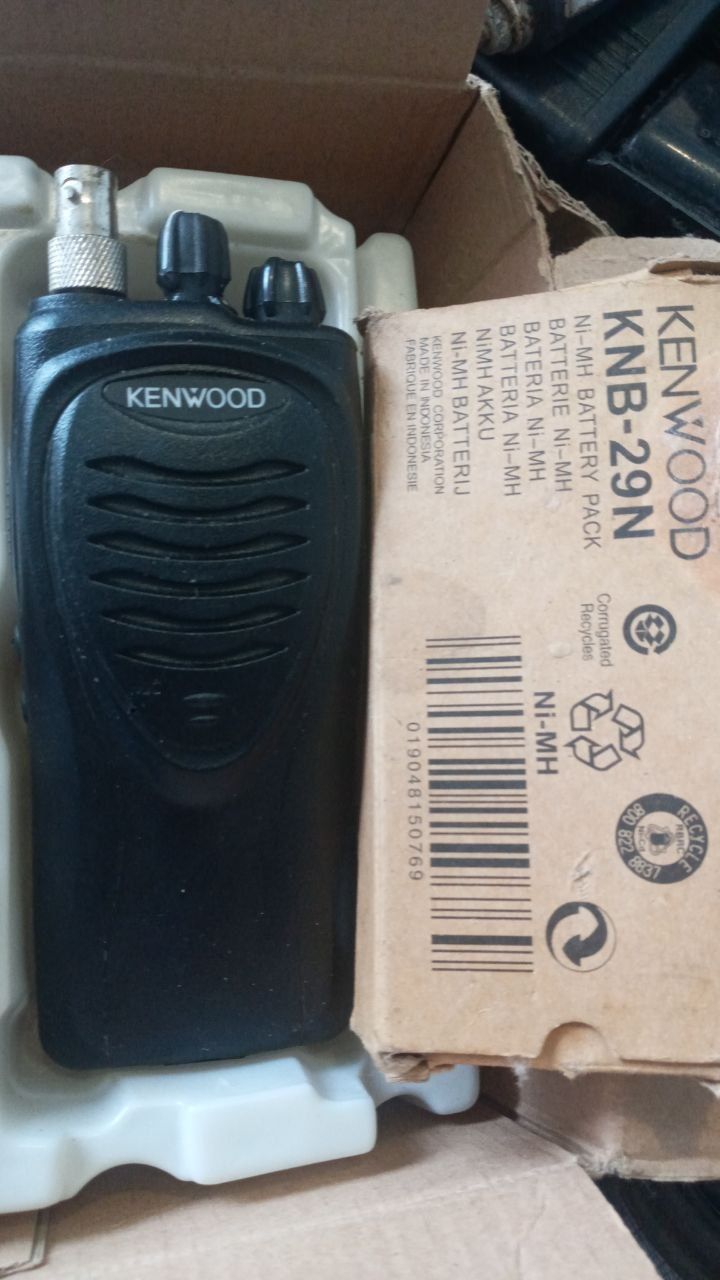 KENWOOD
KENWOOD
KNB-29N
Ni-MH BATTERY PACK
BATTERIE Ni-MH
BATERIA Ni-MH
BATTERIA Ni-MH
NiMH AKKU
Ni-MH BATTERIJ
KENWOOD CORPORATION
MADE IN INDONESIA
FABRIQUE EN INDONESIE
Corrugated
Recycles
Ni-MH
019048150769
RECYCLE
RBRC
008 822 8837